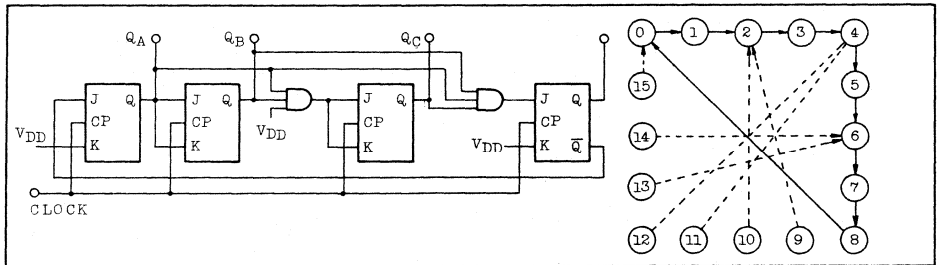 QA QB QC
J Q J Q J Q J Q
CP CP CP CP
VDD K K VDD K VDD K Q
CLOCK
0 1 2 3 4
15 5
14 6
13 7
12 11 10 9 8